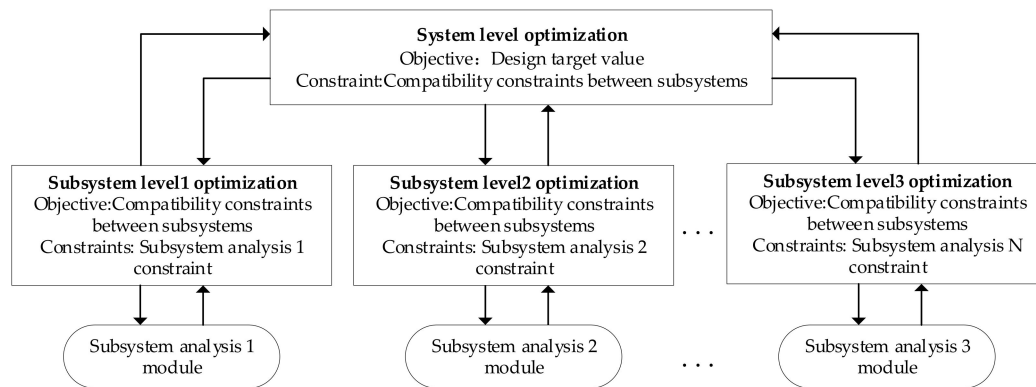 System level optimization
Objective：Design target value
Constraint:Compatibility constraints between subsystems
Subsystem level1 optimization
Objective:Compatibility constraints
between subsystems
Constraints: Subsystem analysis 1
constraint
Subsystem level2 optimization
Objective:Compatibility constraints
between subsystems
Constraints: Subsystem analysis 2
constraint
. . .
Subsystem level3 optimization
Objective:Compatibility constraints
between subsystems
Constraints: Subsystem analysis N
constraint
Subsystem analysis 1
module
Subsystem analysis 2
module
. . .
Subsystem analysis 3
module